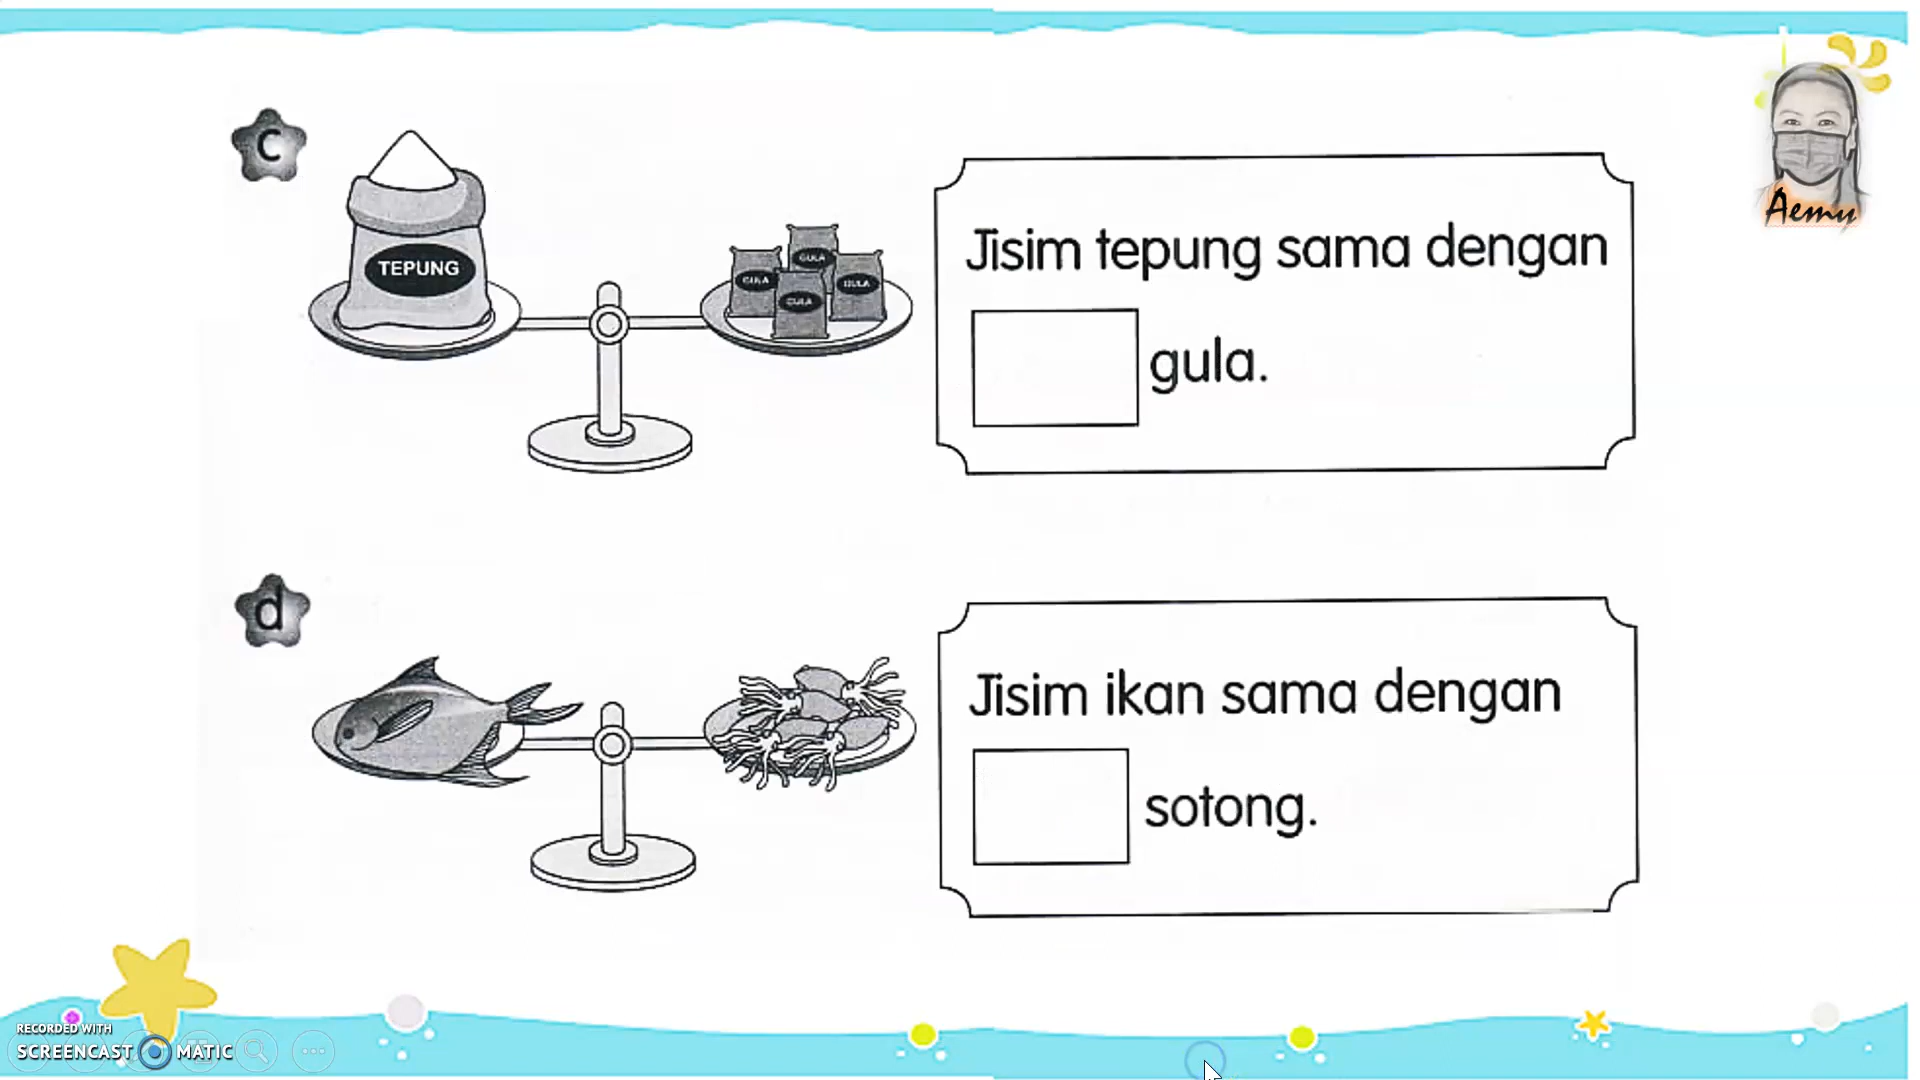 c
TEPUNG
GULA
GULA
GULA
GULA
Jisim tepung sama dengan
gula.
d
Jisim ikan sama dengan
sotong.
Aemy
RECORDED WITH
SCREENCAST MATIC